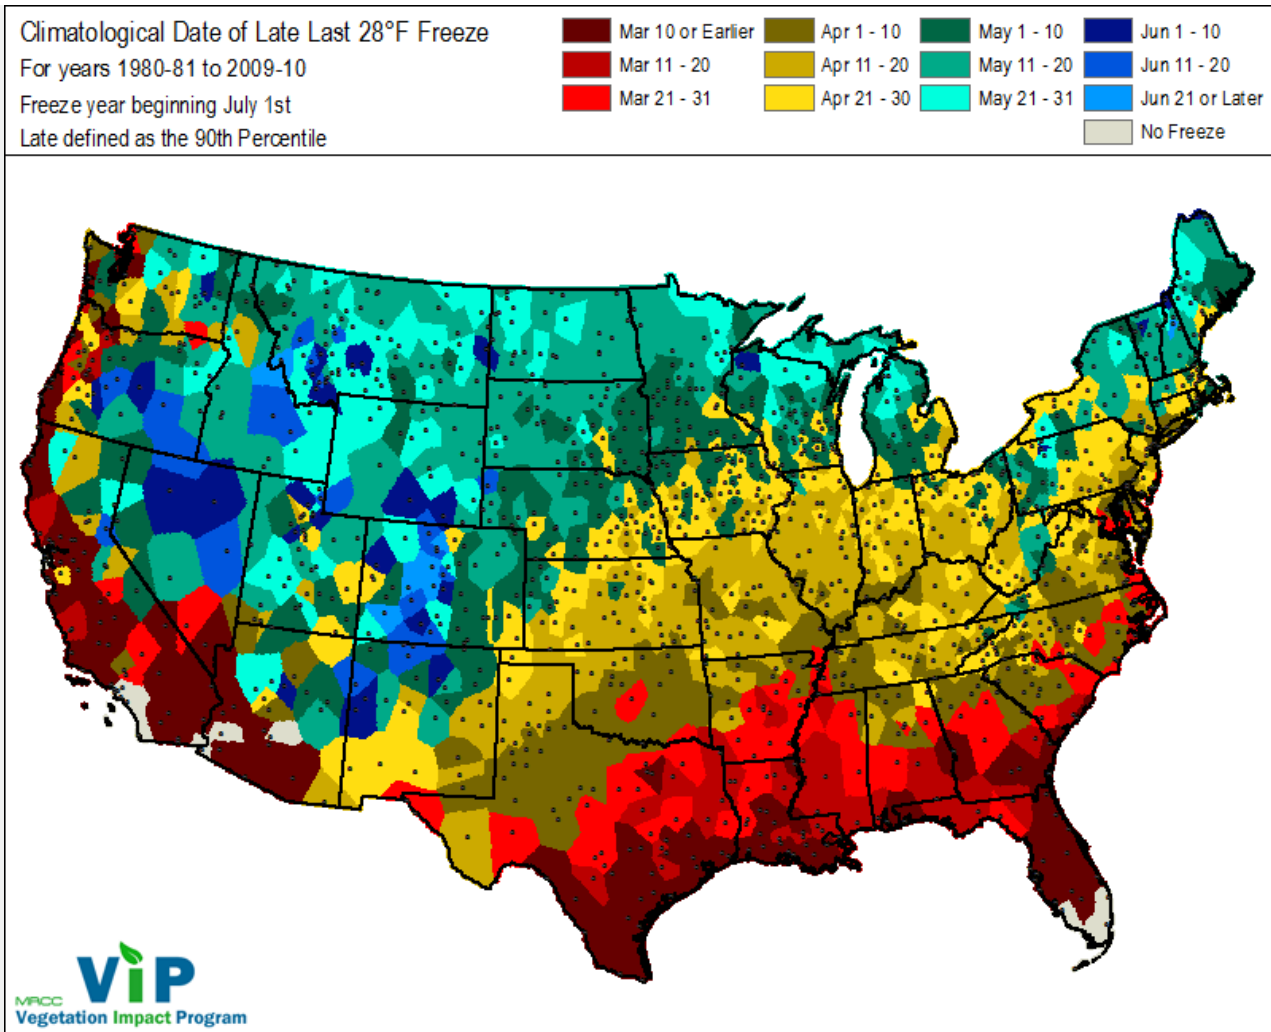 Climatological Date of Late Last 28°F Freeze
For years 1980-81 to 2009-10
Freeze year beginning July 1st
Late defined as the 90th Percentile
Mar 10 or Earlier
Mar 11 - 20
Mar 21 - 31
Apr 1 - 10
Apr 11 - 20
Apr 21 - 30
May 1 - 10
May 11 - 20
May 21 - 31
Jun 1 - 10
Jun 11 - 20
Jun 21 or Later
No Freeze
MRCC ViP
Vegetation Impact Program